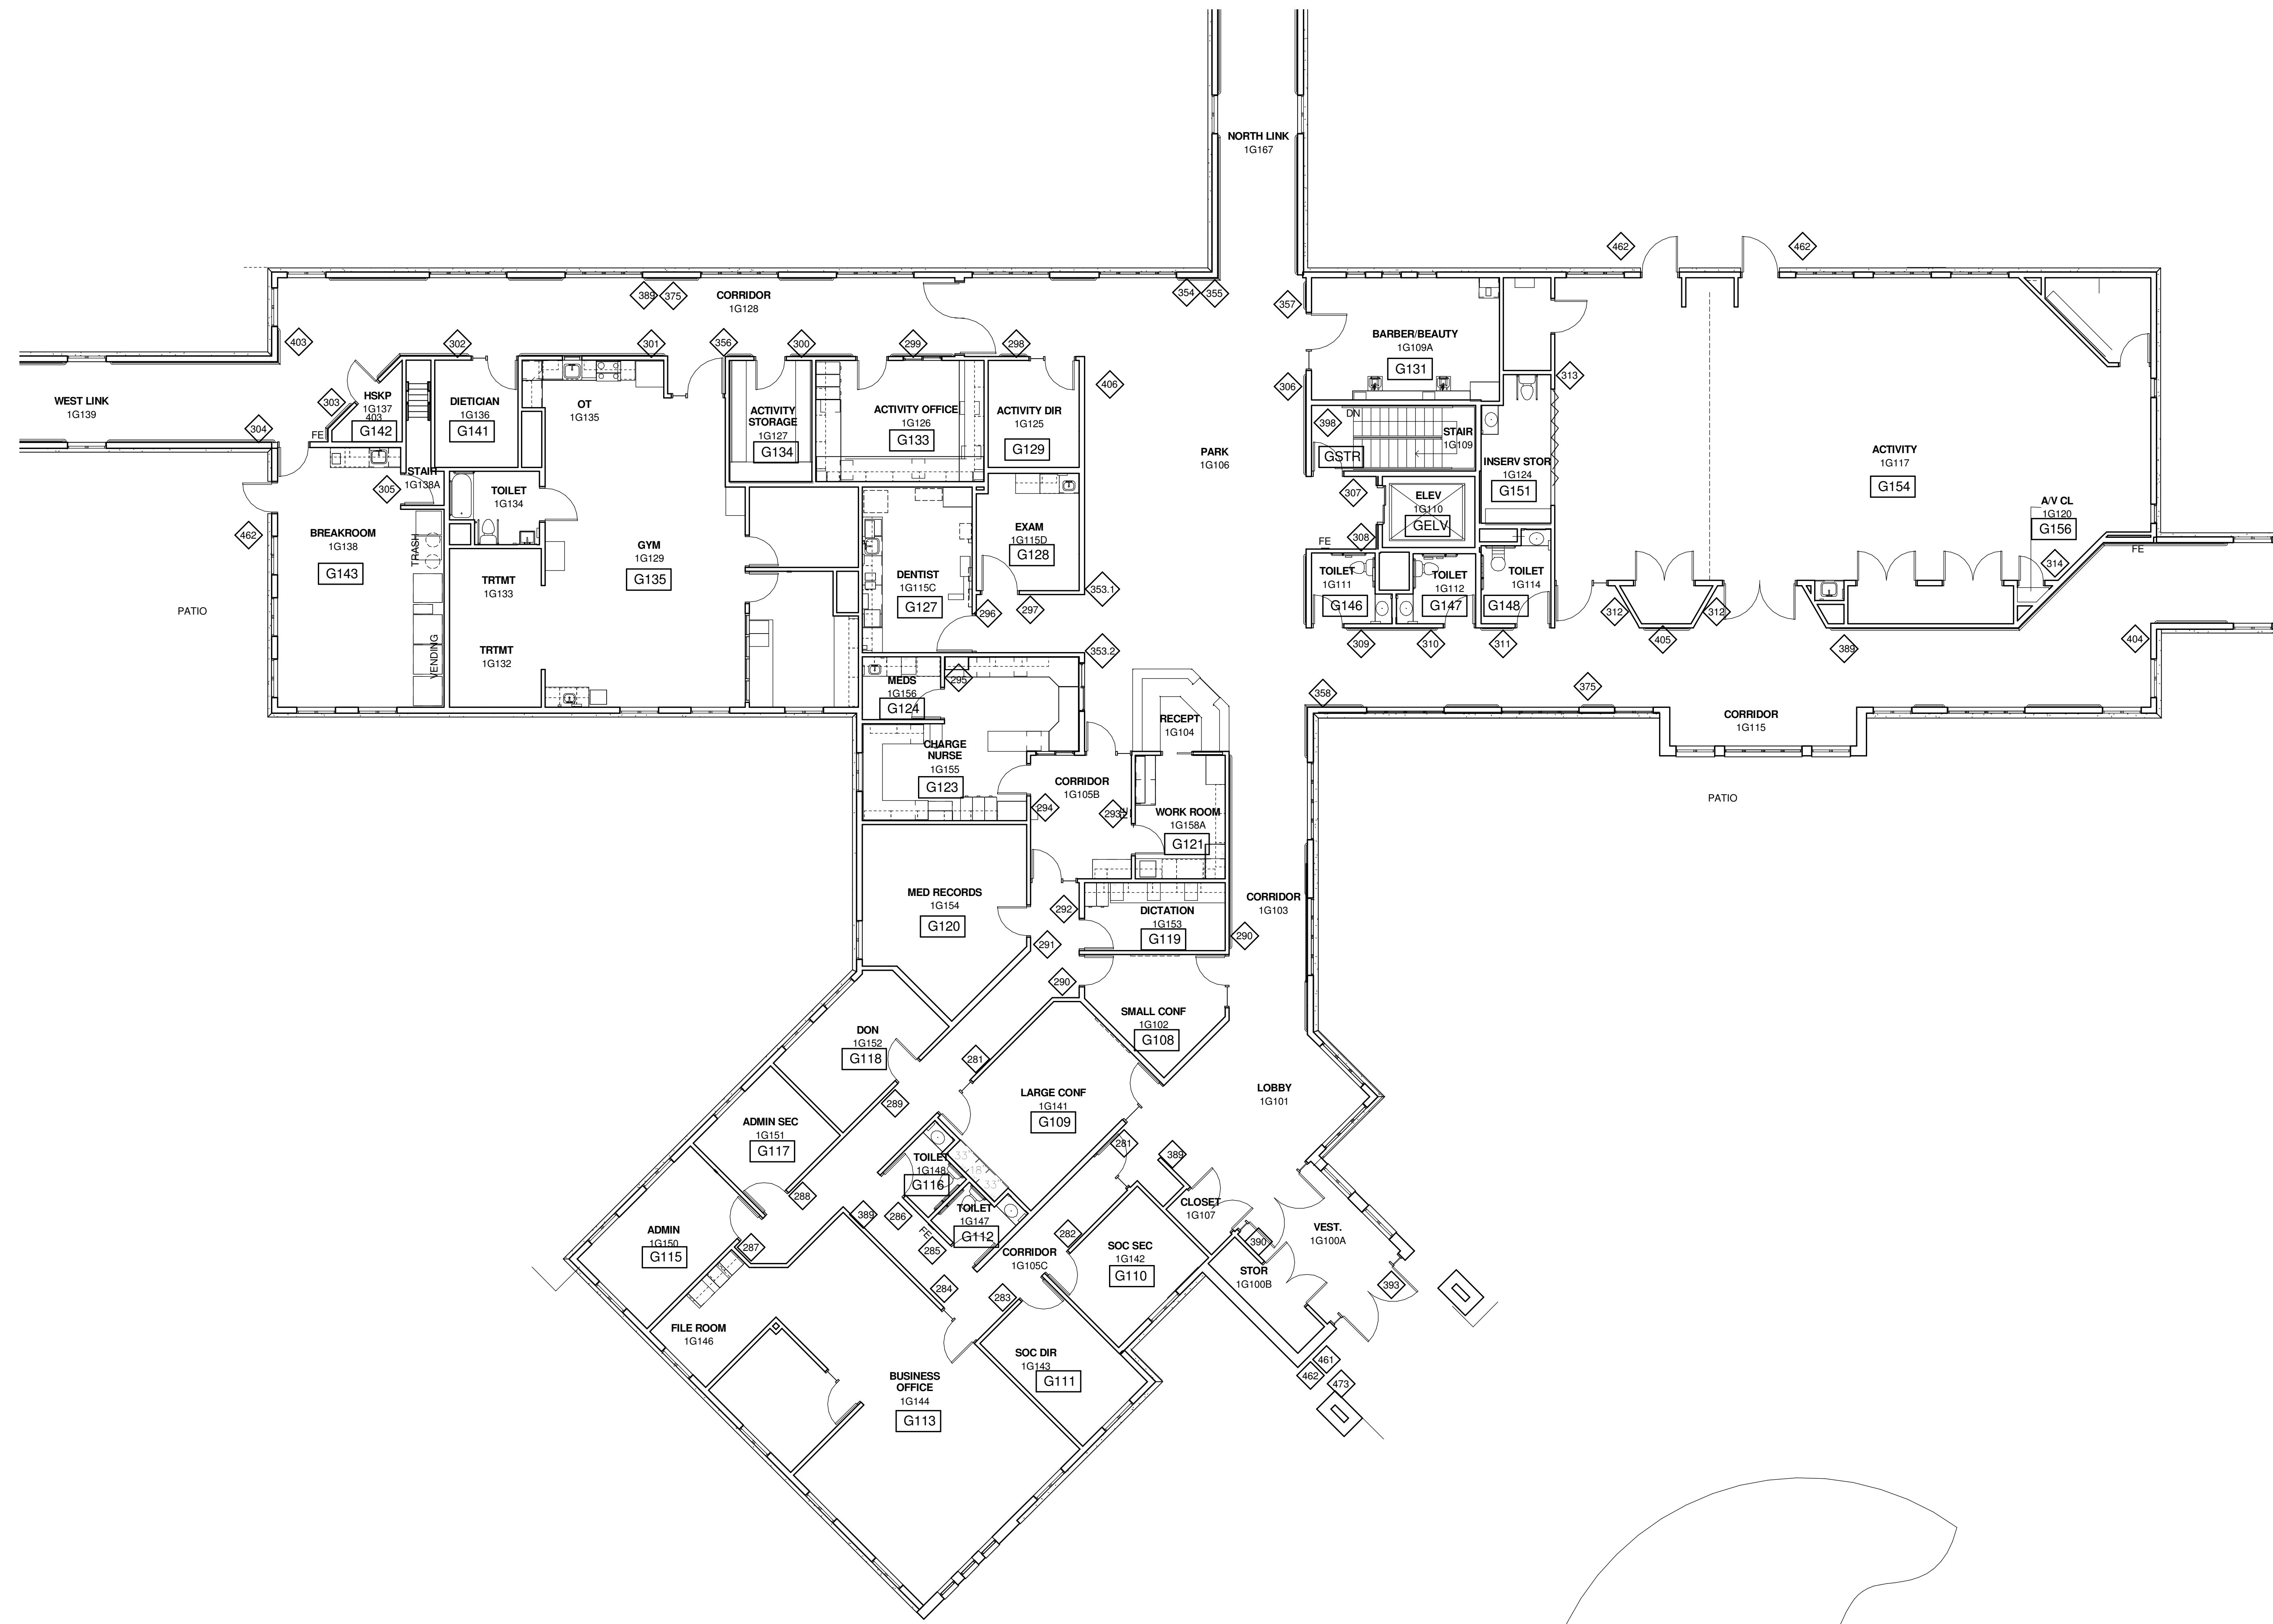 NORTH LINK
1G167
462
462
389
375
CORRIDOR
1G128
354
355
357
403
302
301
356
300
299
298
406
BARBER/BEAUTY
1G109A
G131
306
313
WEST LINK
1G139
304
303
HSKP
1G137
403
G142
FE
DIETICIAN
1G136
G141
OT
1G135
ACTIVITY
STORAGE
1G127
G134
ACTIVITY OFFICE
1G126
G133
ACTIVITY DIR
1G125
G129
PARK
1G106
398
DN
STAIR
1G109
GSTR
INSERV STOR
1G124
G151
ACTIVITY
1G117
G154
STAIR
1G138A
305
TOILET
1G134
307
ELEV
1G110
GELV
308
FE
A/V CL
1G120
G156
FE
462
BREAKROOM
1G138
G143
TRASH
VENDING
GYM
1G129
G135
EXAM
1G115D
G128
DENTIST
1G115C
G127
296
297
353.1
353.2
TOILET
1G111
G146
TOILET
1G112
G147
TOILET
1G114
G148
314
309
310
311
312
405
312
389
404
PATIO
TRTMT
1G133
TRTMT
1G132
MEDS
1G156
G124
295
358
375
CORRIDOR
1G115
RECEPT
1G104
CHARGE
NURSE
1G155
G123
CORRIDOR
1G105B
294
293
FE
WORK ROOM
1G158A
G121
PATIO
MED RECORDS
1G154
G120
292
DICTATION
1G153
G119
CORRIDOR
1G103
290
291
290
SMALL CONF
1G102
G108
DON
1G152
G118
281
289
LARGE CONF
1G141
G109
LOBBY
1G101
ADMIN SEC
1G151
G117
281
389
TOILET
1G148
G116
33"
18"
33"
288
389
286
TOILET
1G147
G112
FE
285
CLOSET
1G107
ADMIN
1G150
G115
287
282
CORRIDOR
1G105C
SOC SEC
1G142
G110
390
VEST.
1G100A
STOR
1G100B
393
284
283
FILE ROOM
1G146
SOC DIR
1G143
G111
BUSINESS
OFFICE
1G144
G113
461
462
473